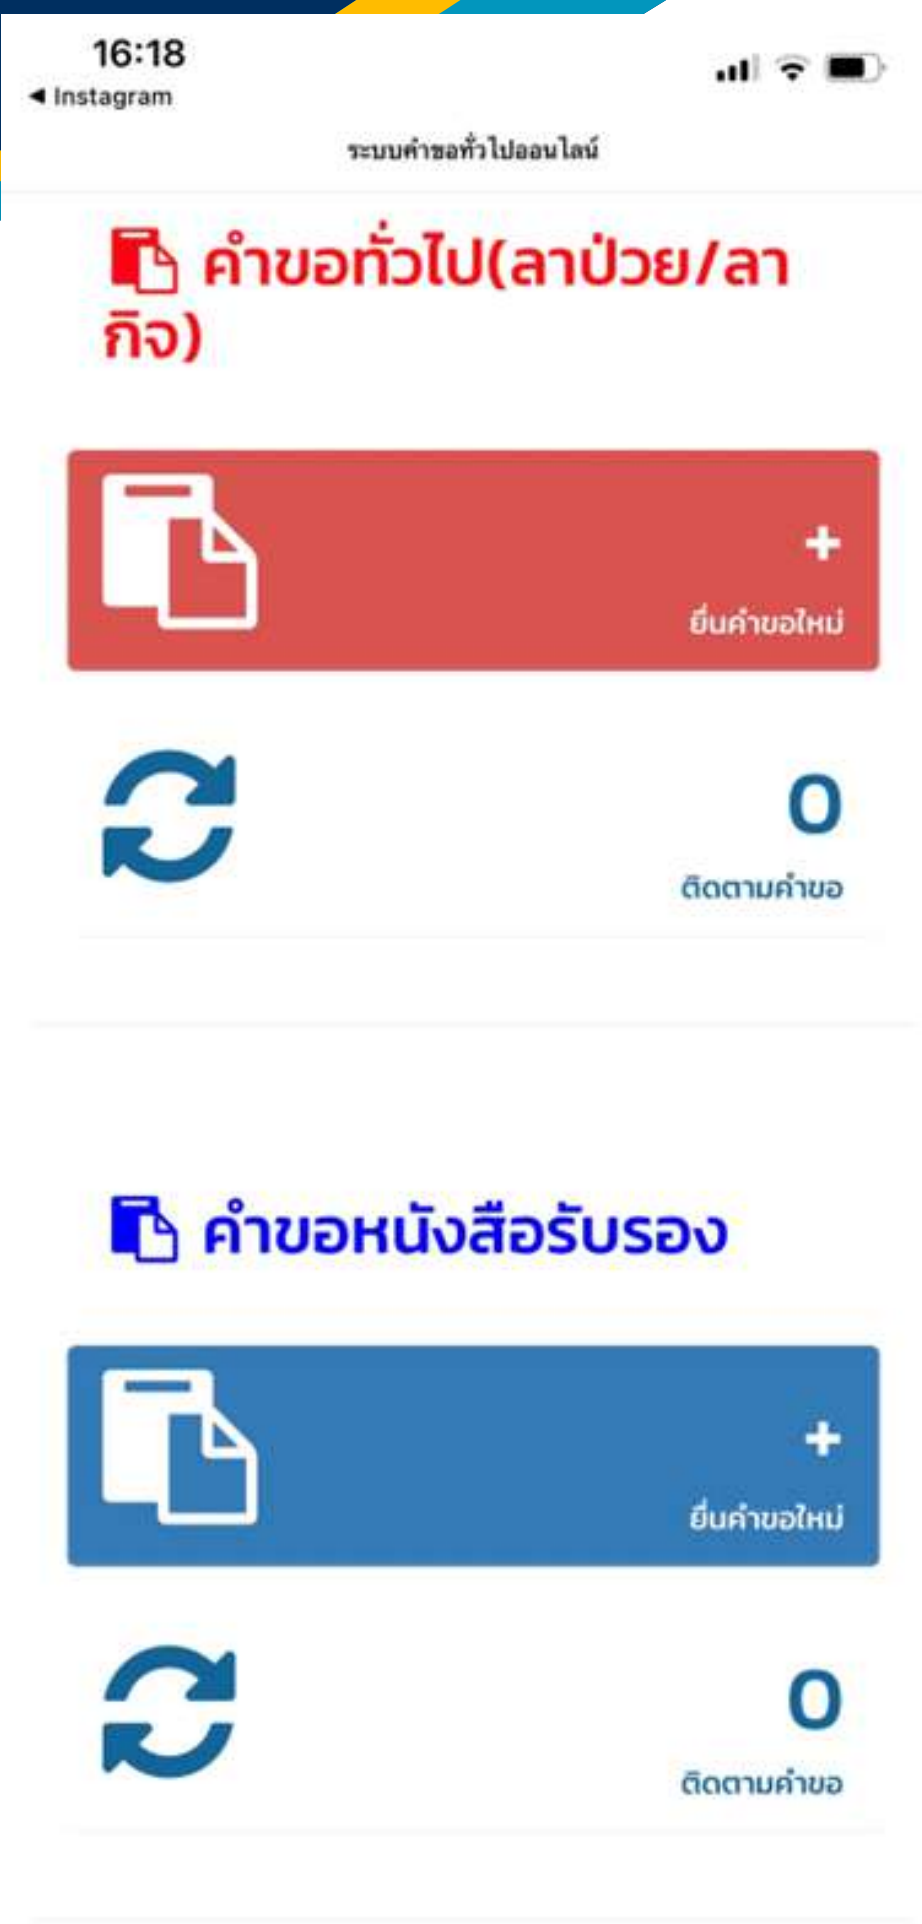 16:18
◀ Instagram
ระบบคำขอทั่วไปออนไลน์
คำขอทั่วไป(ลาป่วย/ลา
กิจ)
+
ยื่นคำขอใหม่
0
ติดตามคำขอ
คำขอหนังสือรับรอง
+
ยื่นคำขอใหม่
0
ติดตามคำขอ